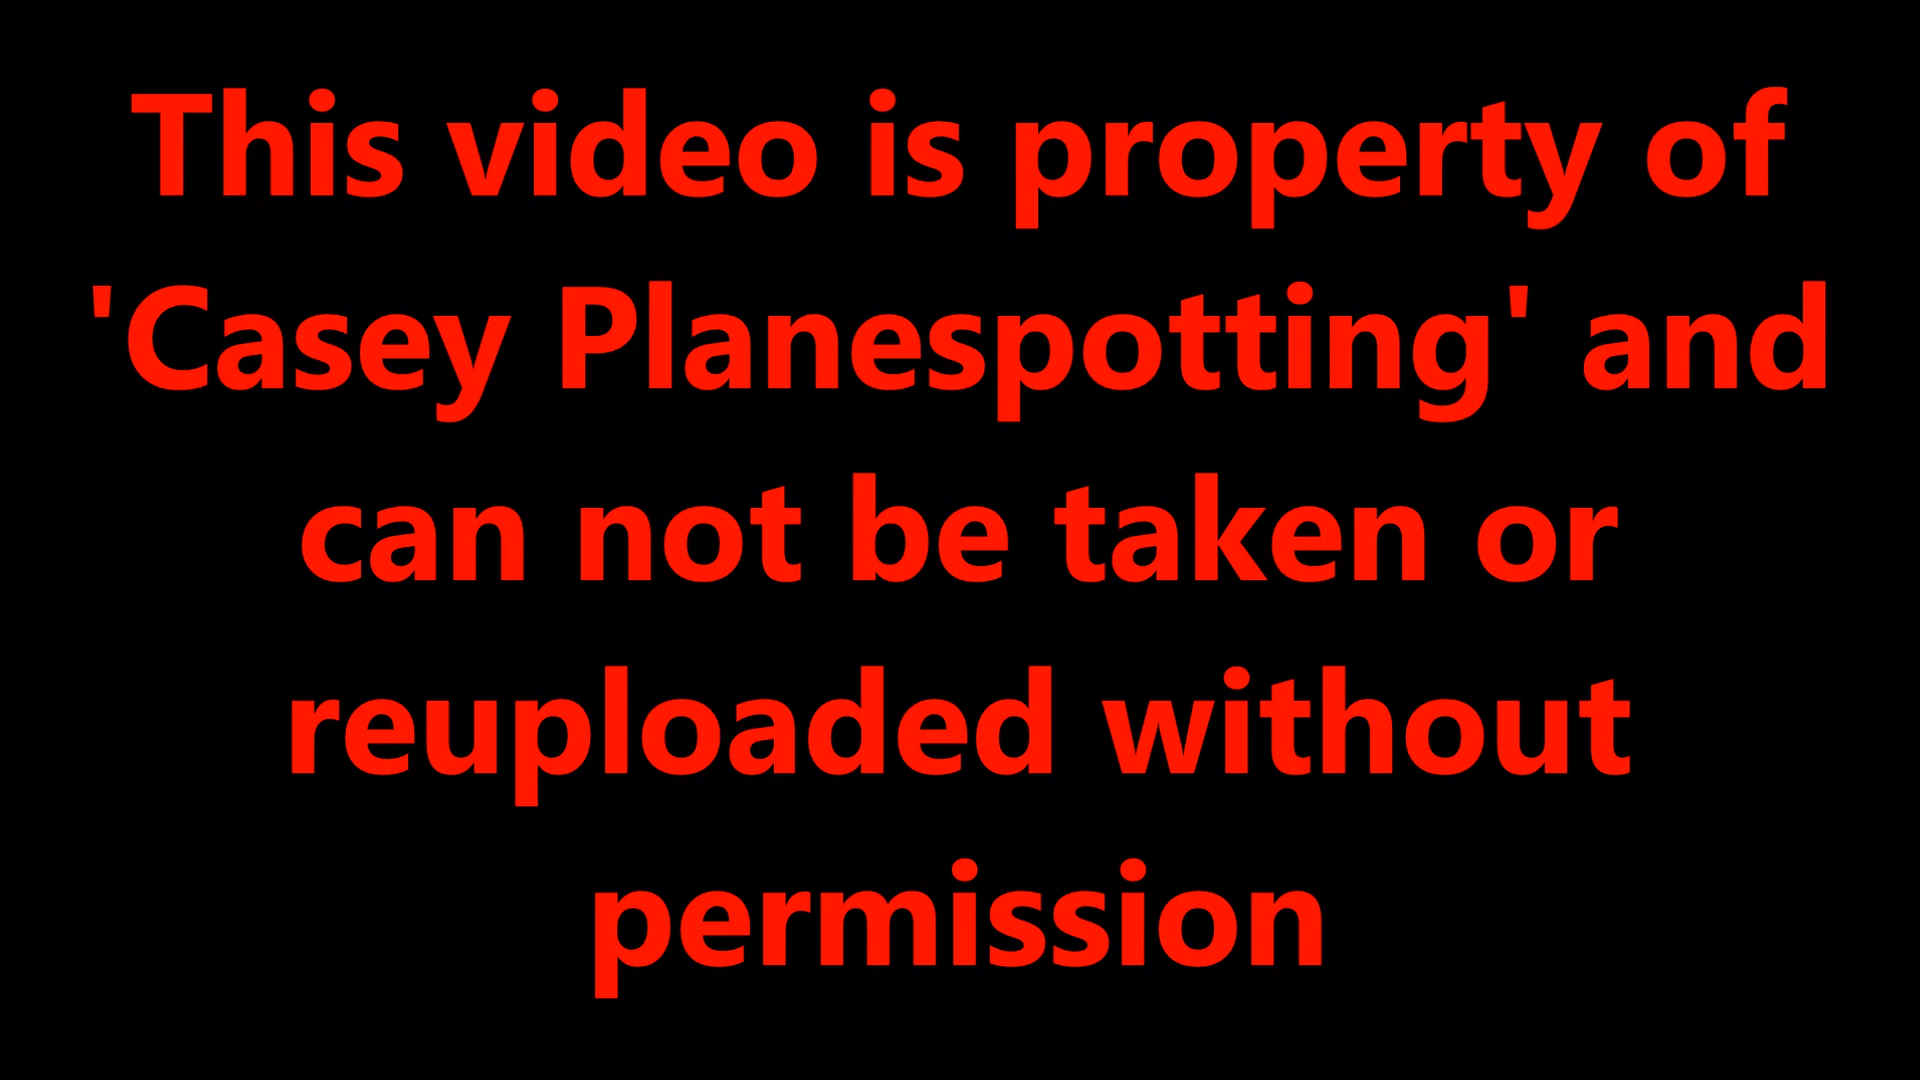 This video is property of
'Casey Planespotting' and
can not be taken or
reuploaded without
permission